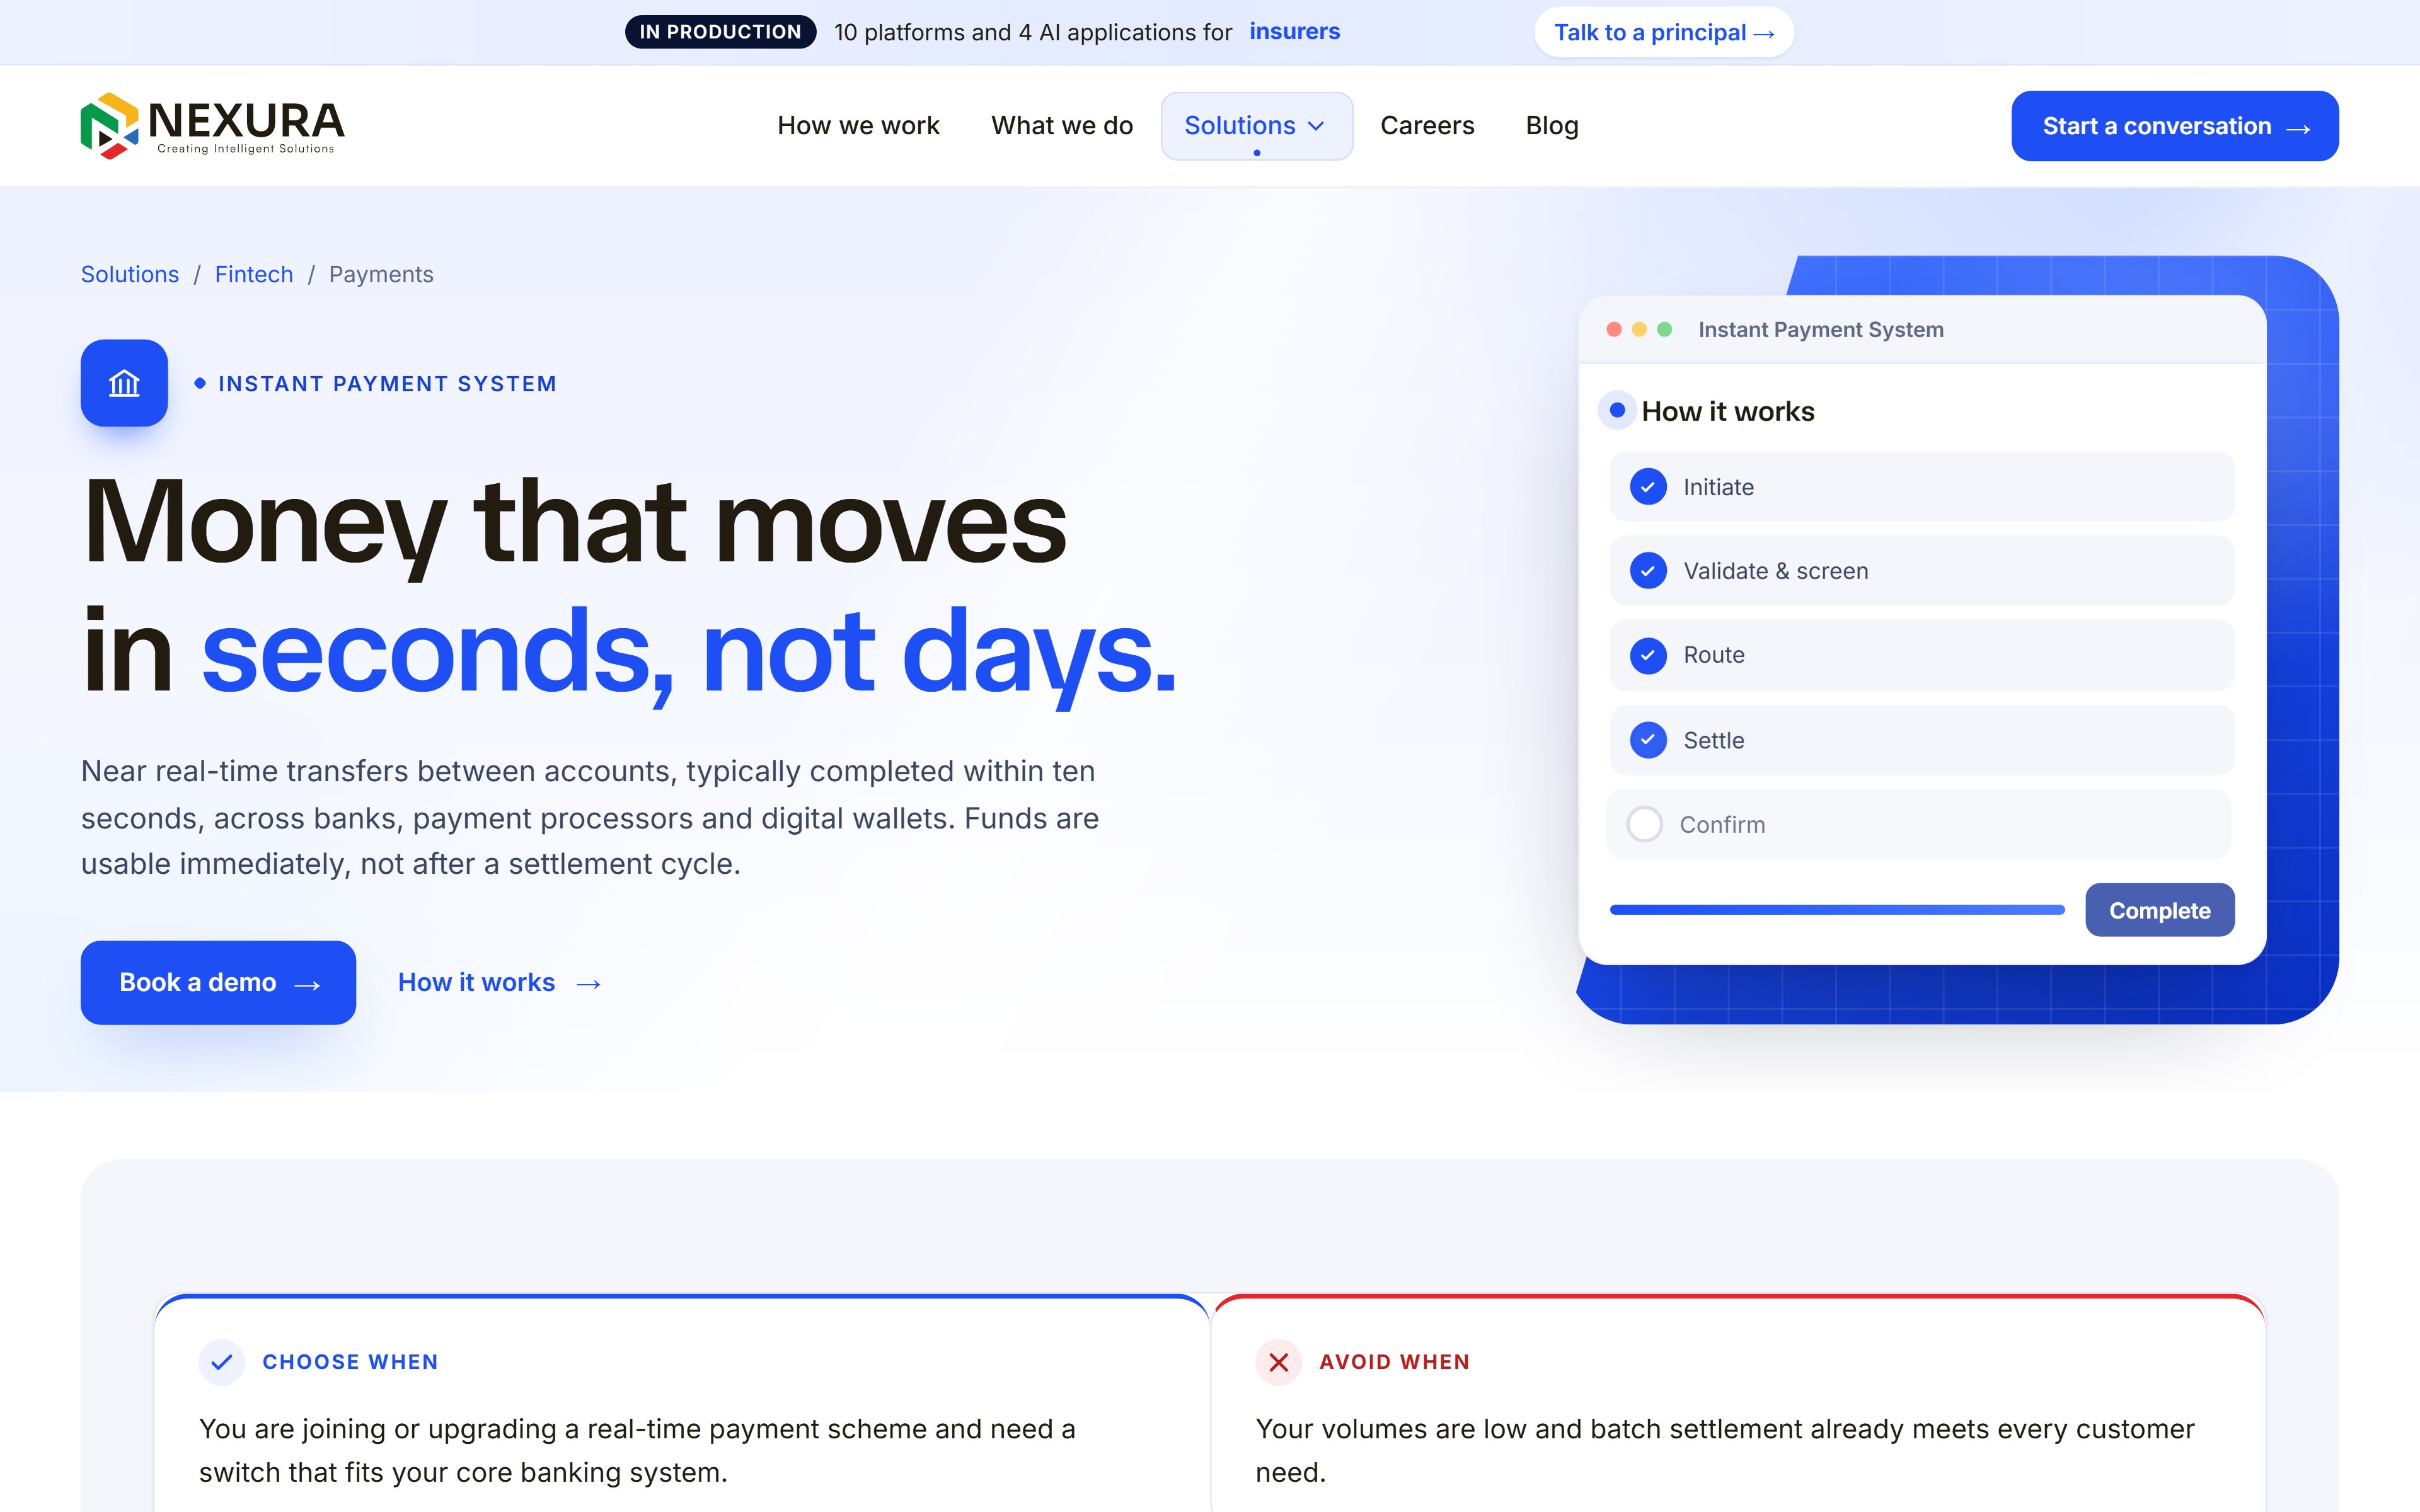 IN PRODUCTION 10 platforms and 4 AI applications for insurers Talk to a principal →
NEXURA
Creating Intelligent Solutions
How we work What we do Solutions Careers Blog Start a conversation →
Solutions / Fintech / Payments
INSTANT PAYMENT SYSTEM
Money that moves
in seconds, not days.
Near real-time transfers between accounts, typically completed within ten
seconds, across banks, payment processors and digital wallets. Funds are
usable immediately, not after a settlement cycle.
Book a demo → How it works →
Instant Payment System
How it works
Initiate
Validate & screen
Route
Settle
Confirm
Complete
CHOOSE WHEN
You are joining or upgrading a real-time payment scheme and need a
switch that fits your core banking system.
AVOID WHEN
Your volumes are low and batch settlement already meets every customer
need.